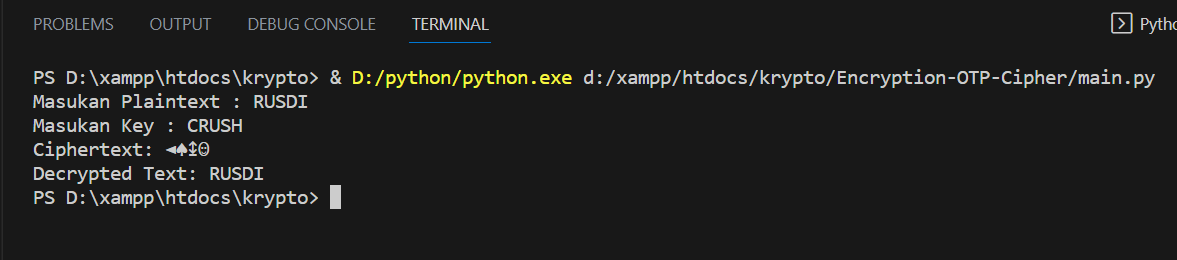 PROBLEMS OUTPUT DEBUG CONSOLE TERMINAL Pytho
PS D:\xampp\htdocs\krypto> & D:/python/python.exe d:/xampp/htdocs/krypto/Encryption-OTP-Cipher/main.py
Masukan Plaintext : RUSDI
Masukan Key : CRUSH
Ciphertext: ◄♠↨☺
Decrypted Text: RUSDI
PS D:\xampp\htdocs\krypto>